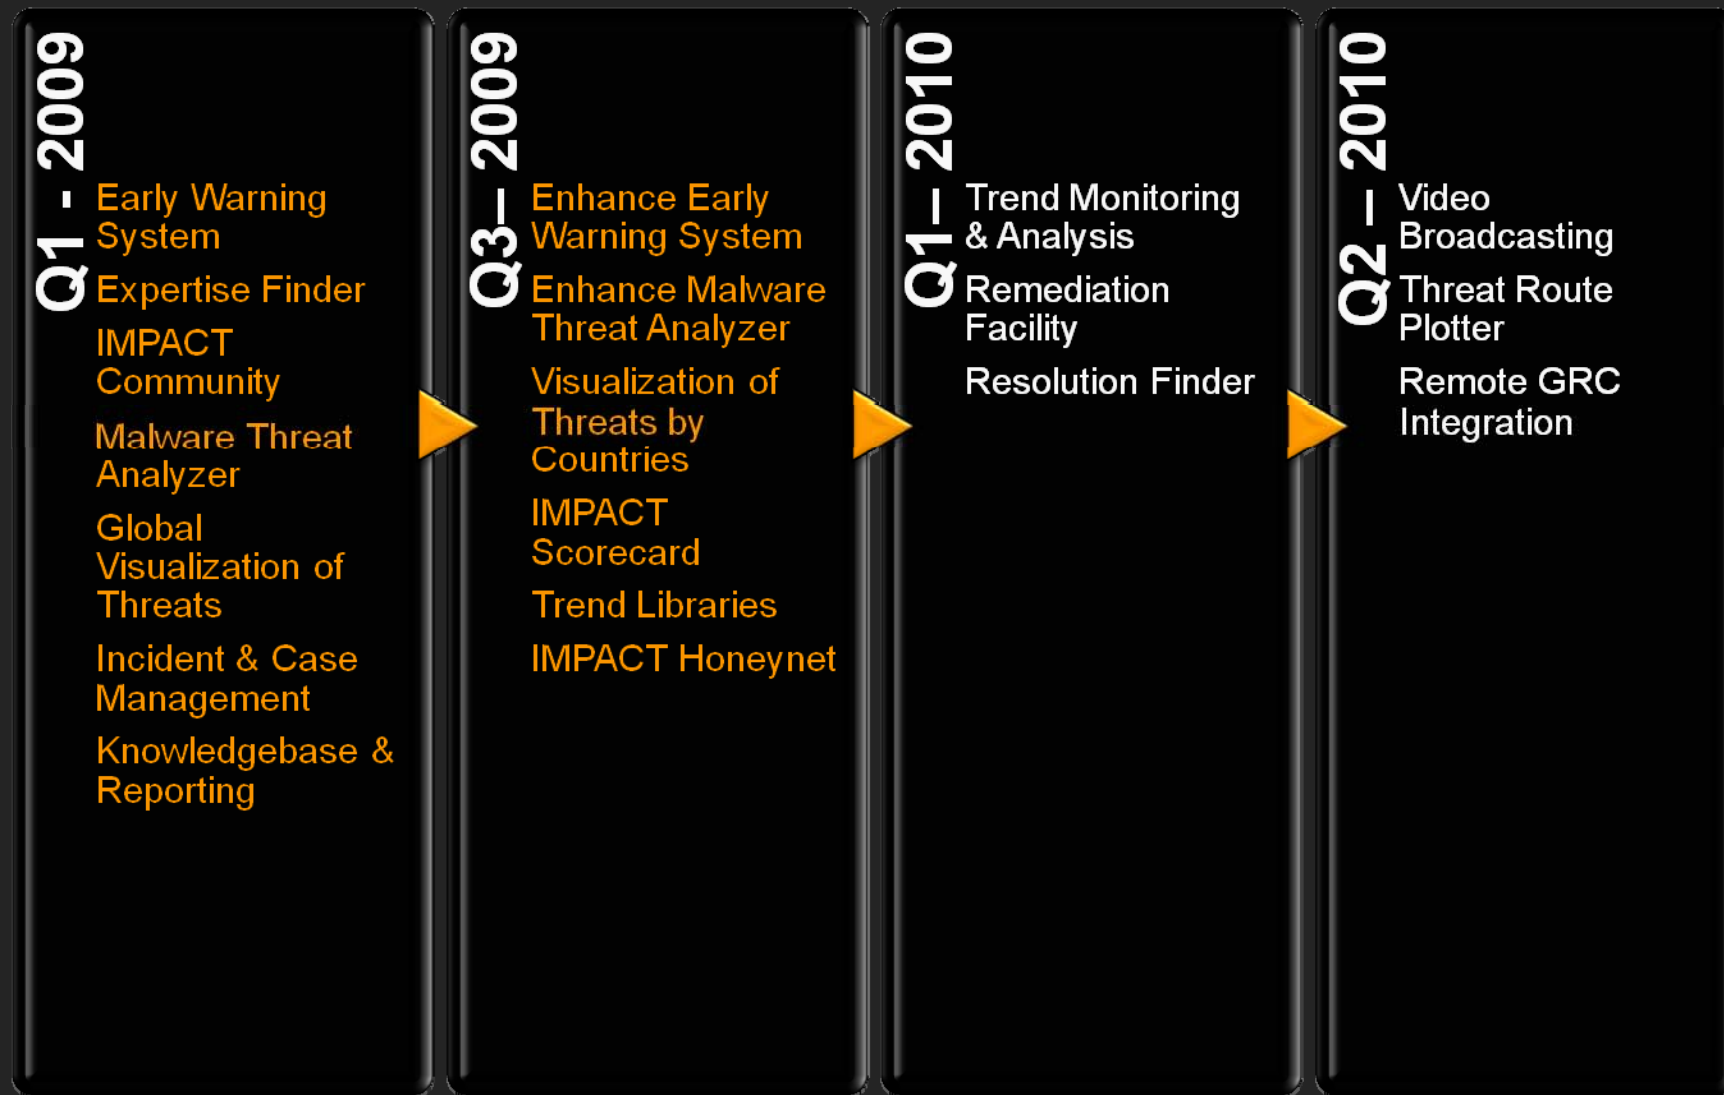 Q1 - 2009
Early Warning
System
Expertise Finder
IMPACT
Community
Malware Threat
Analyzer
Global
Visualization of
Threats
Incident & Case
Management
Knowledgebase &
Reporting
Q3– 2009
Enhance Early
Warning System
Enhance Malware
Threat Analyzer
Visualization of
Threats by
Countries
IMPACT
Scorecard
Trend Libraries
IMPACT Honeynet
Q1– 2010
Trend Monitoring
& Analysis
Remediation
Facility
Resolution Finder
Q2 – 2010
Video
Broadcasting
Threat Route
Plotter
Remote GRC
Integration